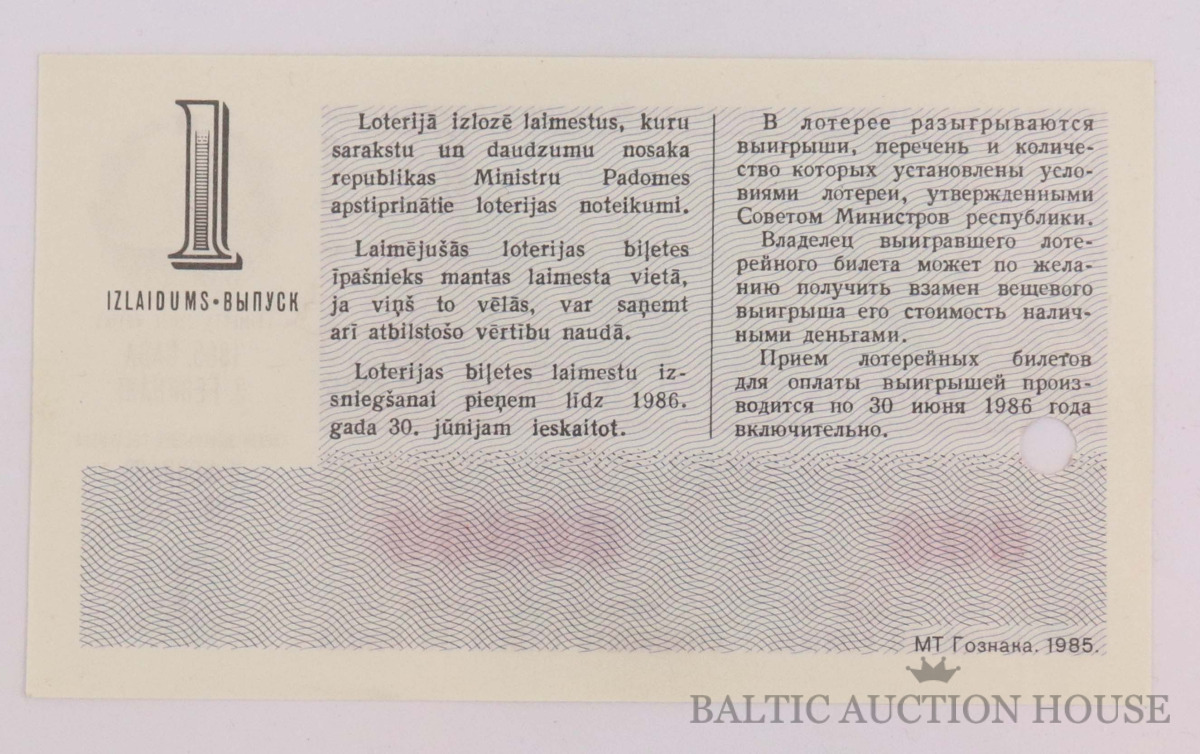 1
IZLAIDUMS•ВЫПУСК
Loterijā izlozē laimestus, kuru
sarakstu un daudzumu nosaka
republikas Ministru Padomes
apstiprinātie loterijas noteikumi.
Laimējušās loterijas biļetes
īpašnieks mantas laimesta vietā,
ja viņš to vēlās, var saņemt
arī atbilstošo vērtību naudā.
Loterijas biļetes laimestu iz-
sniegšanai pieņem līdz 1986.
gada 30. jūnijam ieskaitot.
В лотерее разыгрываются
выигрыши, перечень и количе-
ство которых установлены усло-
виями лотереи, утвержденными
Советом Министров республики.
Владелец выигравшего лоте-
рейного билета может по жела-
нию получить взамен вещевого
выигрыша его стоимость налич-
ными деньгами.
Прием лотерейных билетов
для оплаты выигрышей произ-
водится по 30 июня 1986 года
включительно.
МТ Гознака. 1985.
BALTIC AUCTION HOUSE